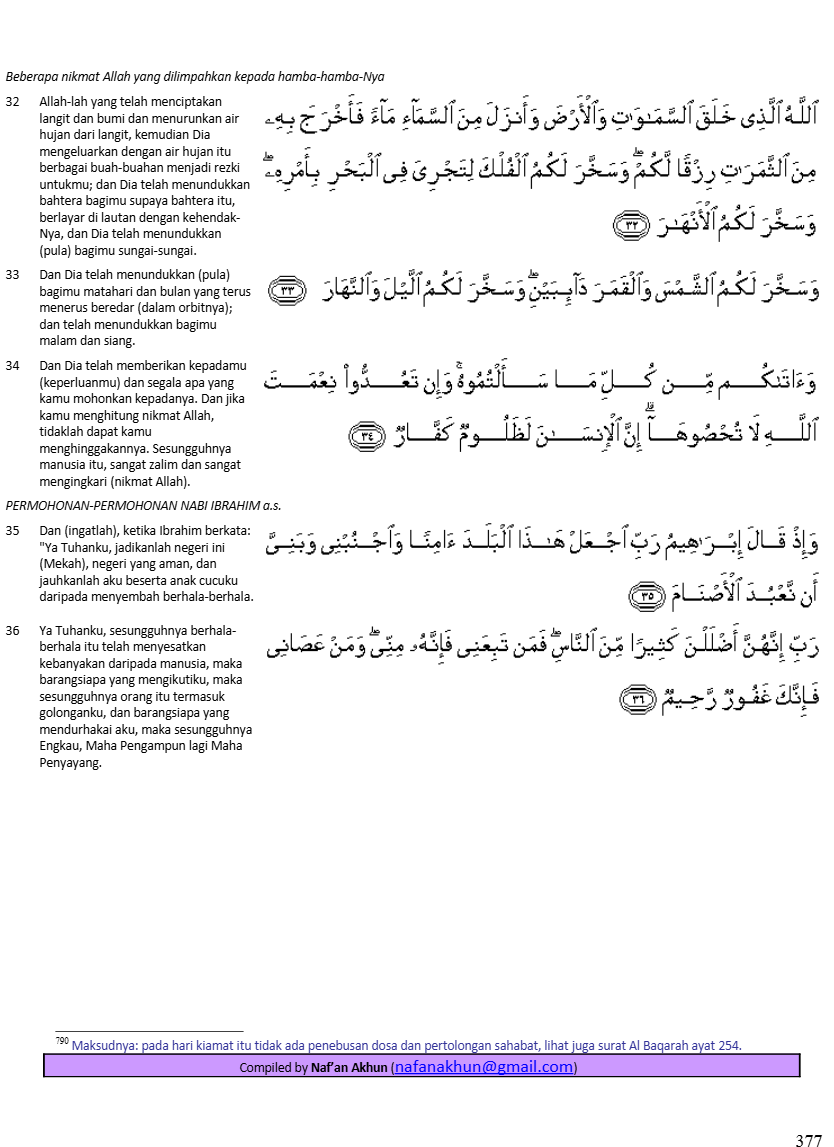 Beberapa nikmat Allah yang dilimpahkan kepada hamba-hamba-Nya
32 Allah-lah yang telah menciptakan
langit dan bumi dan menurunkan air
hujan dari langit, kemudian Dia
mengeluarkan dengan air hujan itu
berbagai buah-buahan menjadi rezki
untukmu; dan Dia telah menundukkan
bahtera bagimu supaya bahtera itu,
berlayar di lautan dengan kehendak-
Nya, dan Dia telah menundukkan
(pula) bagimu sungai-sungai.
ٱللَّهُ ٱلَّذِى خَلَقَ ٱلسَّمَـٰوَٰتِ وَٱلْأَرْضَ وَأَنزَلَ مِنَ ٱلسَّمَآءِ مَآءً فَأَخْرَجَ بِهِۦ
مِنَ ٱلثَّمَرَٰتِ رِزْقًا لَّكُمْ ۖ وَسَخَّرَ لَكُمُ ٱلْفُلْكَ لِتَجْرِىَ فِى ٱلْبَحْرِ بِأَمْرِهِۦ ۖ
وَسَخَّرَ لَكُمُ ٱلْأَنْهَـٰرَ ٣٢
33 Dan Dia telah menundukkan (pula)
bagimu matahari dan bulan yang terus
menerus beredar (dalam orbitnya);
dan telah menundukkan bagimu
malam dan siang.
وَسَخَّرَ لَكُمُ ٱلشَّمْسَ وَٱلْقَمَرَ دَآئِبَيْنِ ۖ وَسَخَّرَ لَكُمُ ٱلَّيْلَ وَٱلنَّهَارَ ٣٣
34 Dan Dia telah memberikan kepadamu
(keperluanmu) dan segala apa yang
kamu mohonkan kepadanya. Dan jika
kamu menghitung nikmat Allah,
tidaklah dapat kamu
menghinggakannya. Sesungguhnya
manusia itu, sangat zalim dan sangat
mengingkari (nikmat Allah).
وَءَاتَىٰكُم مِّن كُلِّ مَا سَأَلْتُمُوهُ ۚ وَإِن تَعُدُّوا۟ نِعْمَتَ
ٱللَّهِ لَا تُحْصُوهَآ ۗ إِنَّ ٱلْإِنسَـٰنَ لَظَلُومٌ كَفَّارٌ ٣٤
PERMOHONAN-PERMOHONAN NABI IBRAHIM a.s.
35 Dan (ingatlah), ketika Ibrahim berkata:
"Ya Tuhanku, jadikanlah negeri ini
(Mekah), negeri yang aman, dan
jauhkanlah aku beserta anak cucuku
daripada menyembah berhala-berhala.
وَإِذْ قَالَ إِبْرَٰهِيمُ رَبِّ ٱجْعَلْ هَـٰذَا ٱلْبَلَدَ ءَامِنًا وَٱجْنُبْنِى وَبَنِىَّ
أَن نَّعْبُدَ ٱلْأَصْنَامَ ٣٥
36 Ya Tuhanku, sesungguhnya berhala-
berhala itu telah menyesatkan
kebanyakan daripada manusia, maka
barangsiapa yang mengikutiku, maka
sesungguhnya orang itu termasuk
golonganku, dan barangsiapa yang
mendurhakai aku, maka sesungguhnya
Engkau, Maha Pengampun lagi Maha
Penyayang.
رَبِّ إِنَّهُنَّ أَضْلَلْنَ كَثِيرًا مِّنَ ٱلنَّاسِ ۖ فَمَن تَبِعَنِى فَإِنَّهُۥ مِنِّى ۖ وَمَنْ عَصَانِى
فَإِنَّكَ غَفُورٌ رَّحِيمٌ ٣٦
790 Maksudnya: pada hari kiamat itu tidak ada penebusan dosa dan pertolongan sahabat, lihat juga surat Al Baqarah ayat 254.
Compiled by Naf’an Akhun (nafanakhun@gmail.com)
377